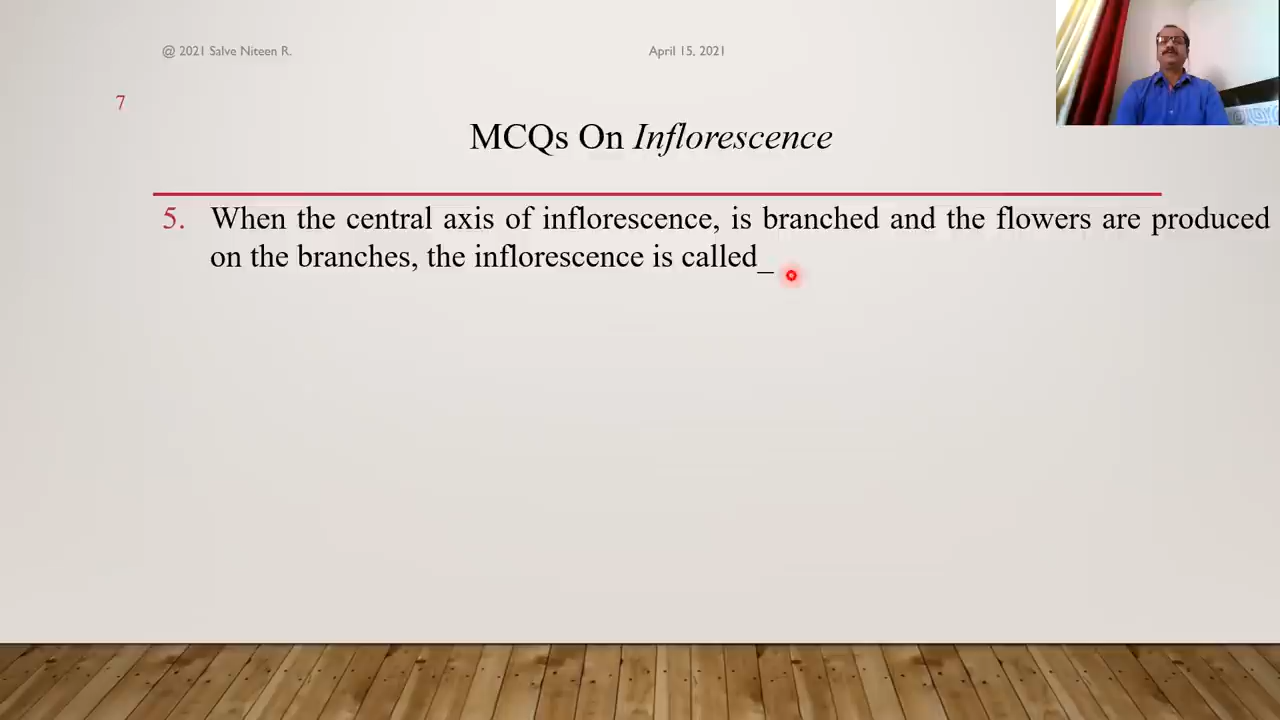 @ 2021 Salve Niteen R.
April 15, 2021
7
MCQs On Inflorescence
5. When the central axis of inflorescence, is branched and the flowers are produced
on the branches, the inflorescence is called_